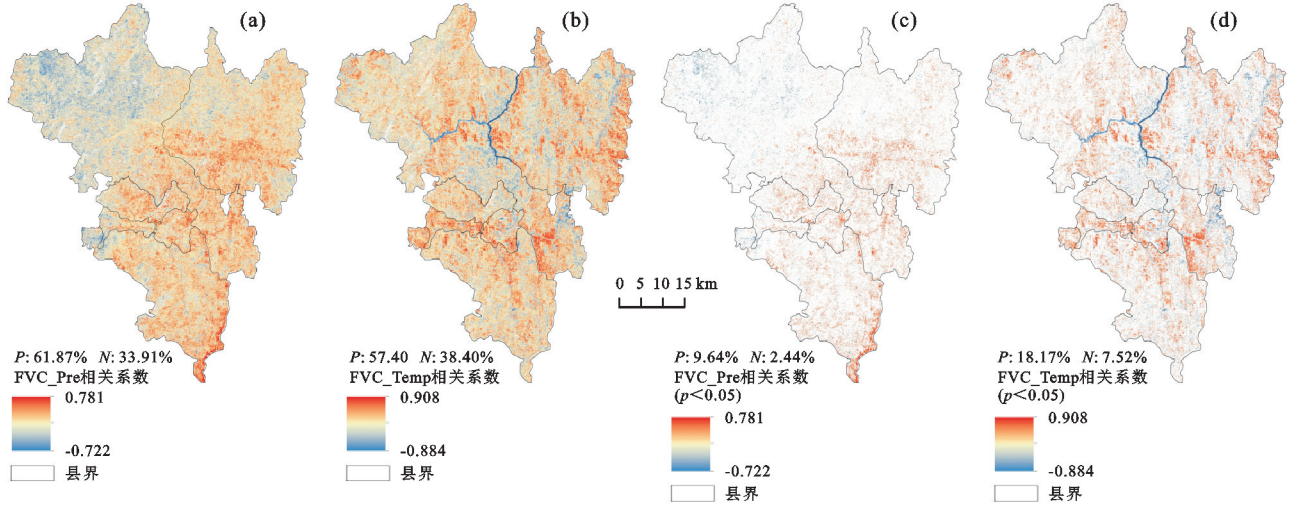 (a)
(b)
(c)
(d)
0 5 10 15 km
P: 61.87% N: 33.91%
FVC_Pre相关系数
0.781
-0.722
县界
P: 57.40 N: 38.40%
FVC_Temp相关系数
0.908
-0.884
县界
P: 9.64% N: 2.44%
FVC_Pre相关系数
(p<0.05)
0.781
-0.722
县界
P: 18.17% N: 7.52%
FVC_Temp相关系数
(p<0.05)
0.908
-0.884
县界